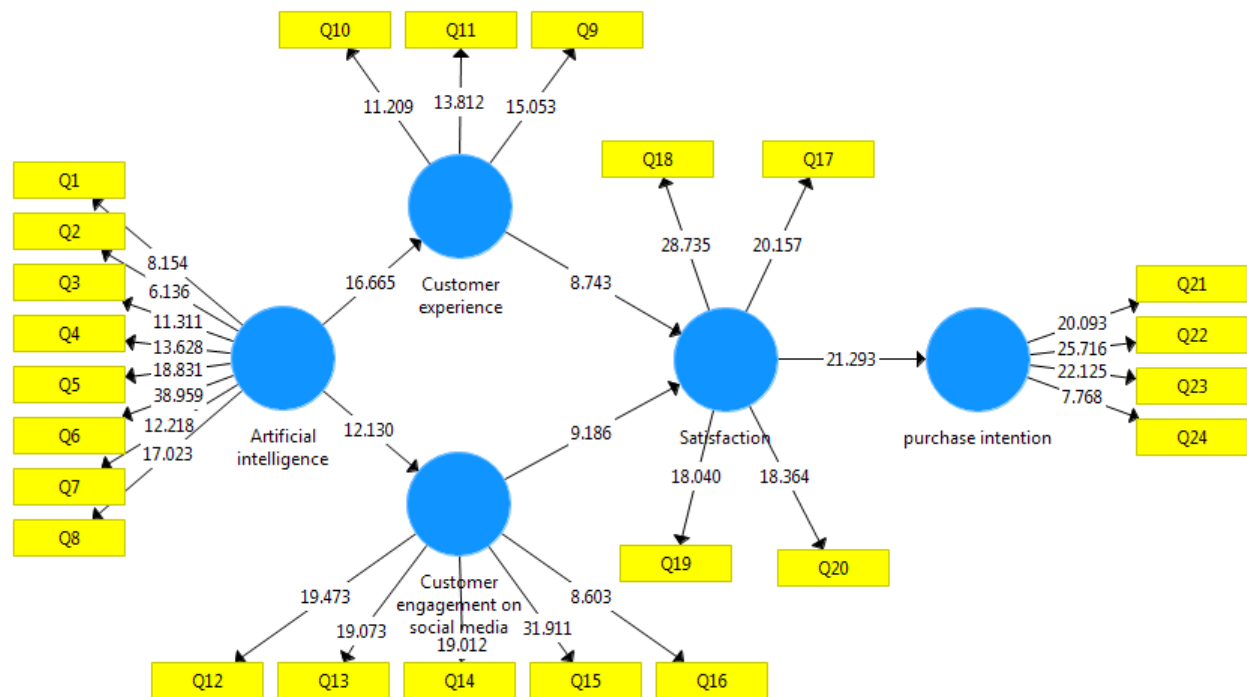 Q10
Q11
Q9
11.209
13.812
15.053
Q18
Q17
Q1
Q2
Q3
Q4
Q5
Q6
Q7
Q8
8.154
6.136
11.311
13.628
18.831
38.959
12.218
17.023
Artificial
intelligence
16.665
12.130
Customer
experience
8.743
9.186
28.735
20.157
Satisfaction
18.040
18.364
Q19
Q20
21.293
purchase intention
20.093
25.716
22.125
7.768
Q21
Q22
Q23
Q24
Customer
engagement on
social media
19.473
19.073
19.012
31.911
8.603
Q12
Q13
Q14
Q15
Q16